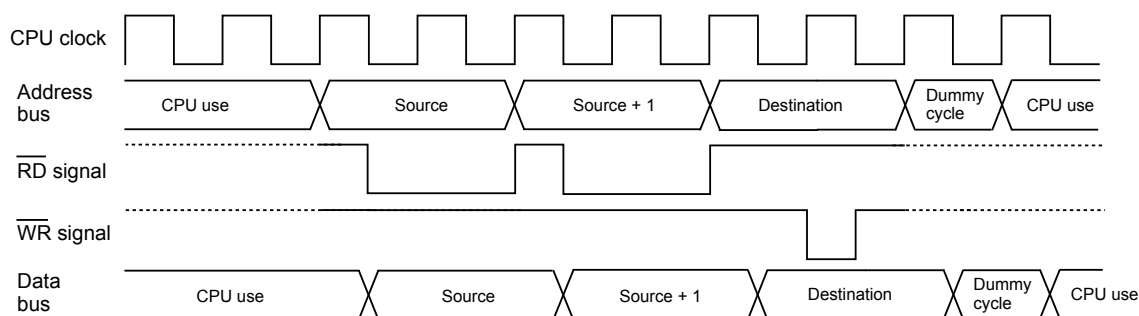 CPU clock
Address
bus
CPU use
Source
Source + 1
Destination
Dummy
cycle
CPU use
RD signal
WR signal
Data
bus
CPU use
Source
Source + 1
Destination
Dummy
cycle
CPU use